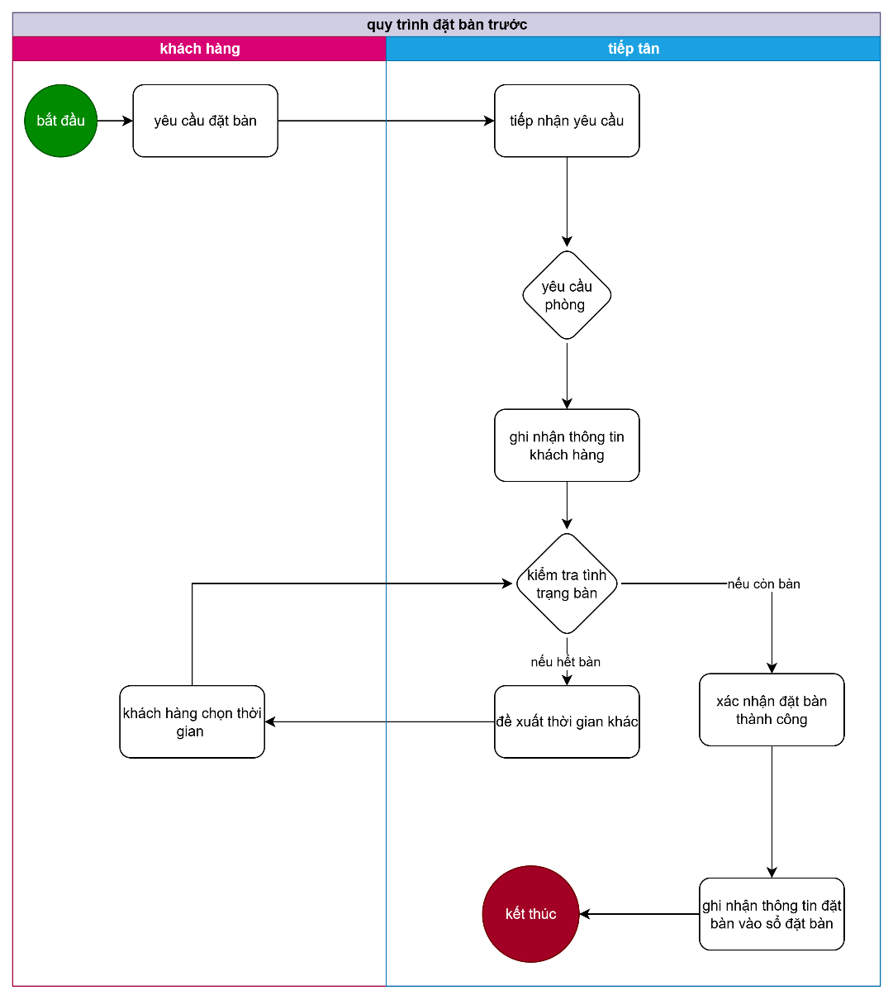 quy trình đặt bàn trước
khách hàng
tiếp tân
bắt đầu
yêu cầu đặt bàn
tiếp nhận yêu cầu
yêu cầu
phòng
ghi nhận thông tin
khách hàng
kiểm tra tình
trạng bàn
nếu còn bàn
nếu hết bàn
khách hàng chọn thời
gian
đề xuất thời gian khác
xác nhận đặt bàn
thành công
kết thúc
ghi nhận thông tin đặt
bàn vào sổ đặt bàn